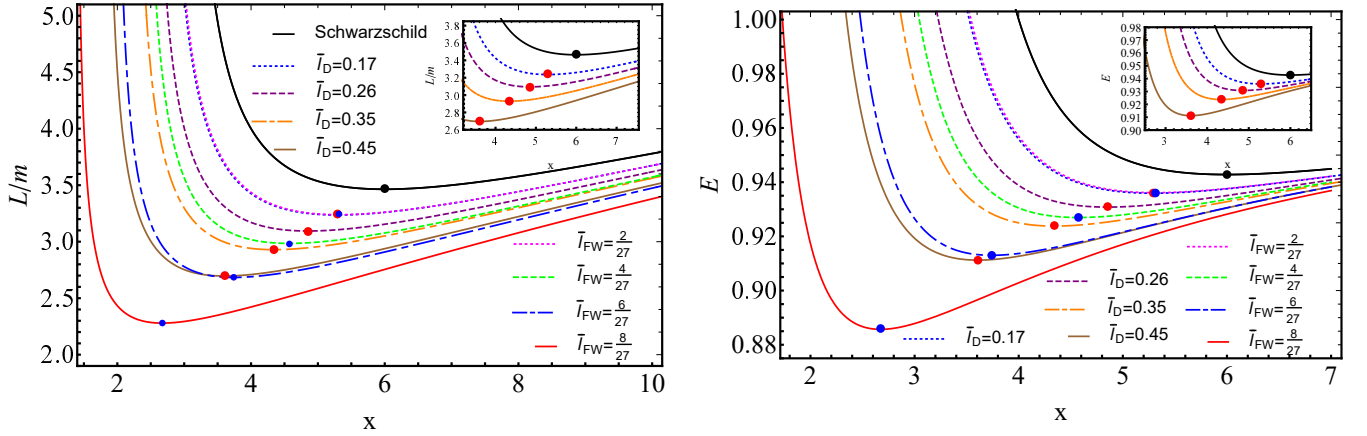 L/m
5.0
4.5
4.0
3.5
3.0
2.5
2.0
2 4 6 8 10
x
Schwarzschild
l̅D=0.17
l̅D=0.26
l̅D=0.35
l̅D=0.45
L/m
3.8
3.6
3.4
3.2
3.0
2.8
2.6
4 5 6 7
x
l̅FW=2/27
l̅FW=4/27
l̅FW=6/27
l̅FW=8/27
E
1.00
0.98
0.96
0.94
0.92
0.90
0.88
2 3 4 5 6 7
x
E
0.98
0.98
0.96
0.94
0.93
0.92
0.91
0.90
3 4 5 6
x
l̅D=0.17
l̅D=0.26
l̅D=0.35
l̅D=0.45
l̅FW=2/27
l̅FW=4/27
l̅FW=6/27
l̅FW=8/27